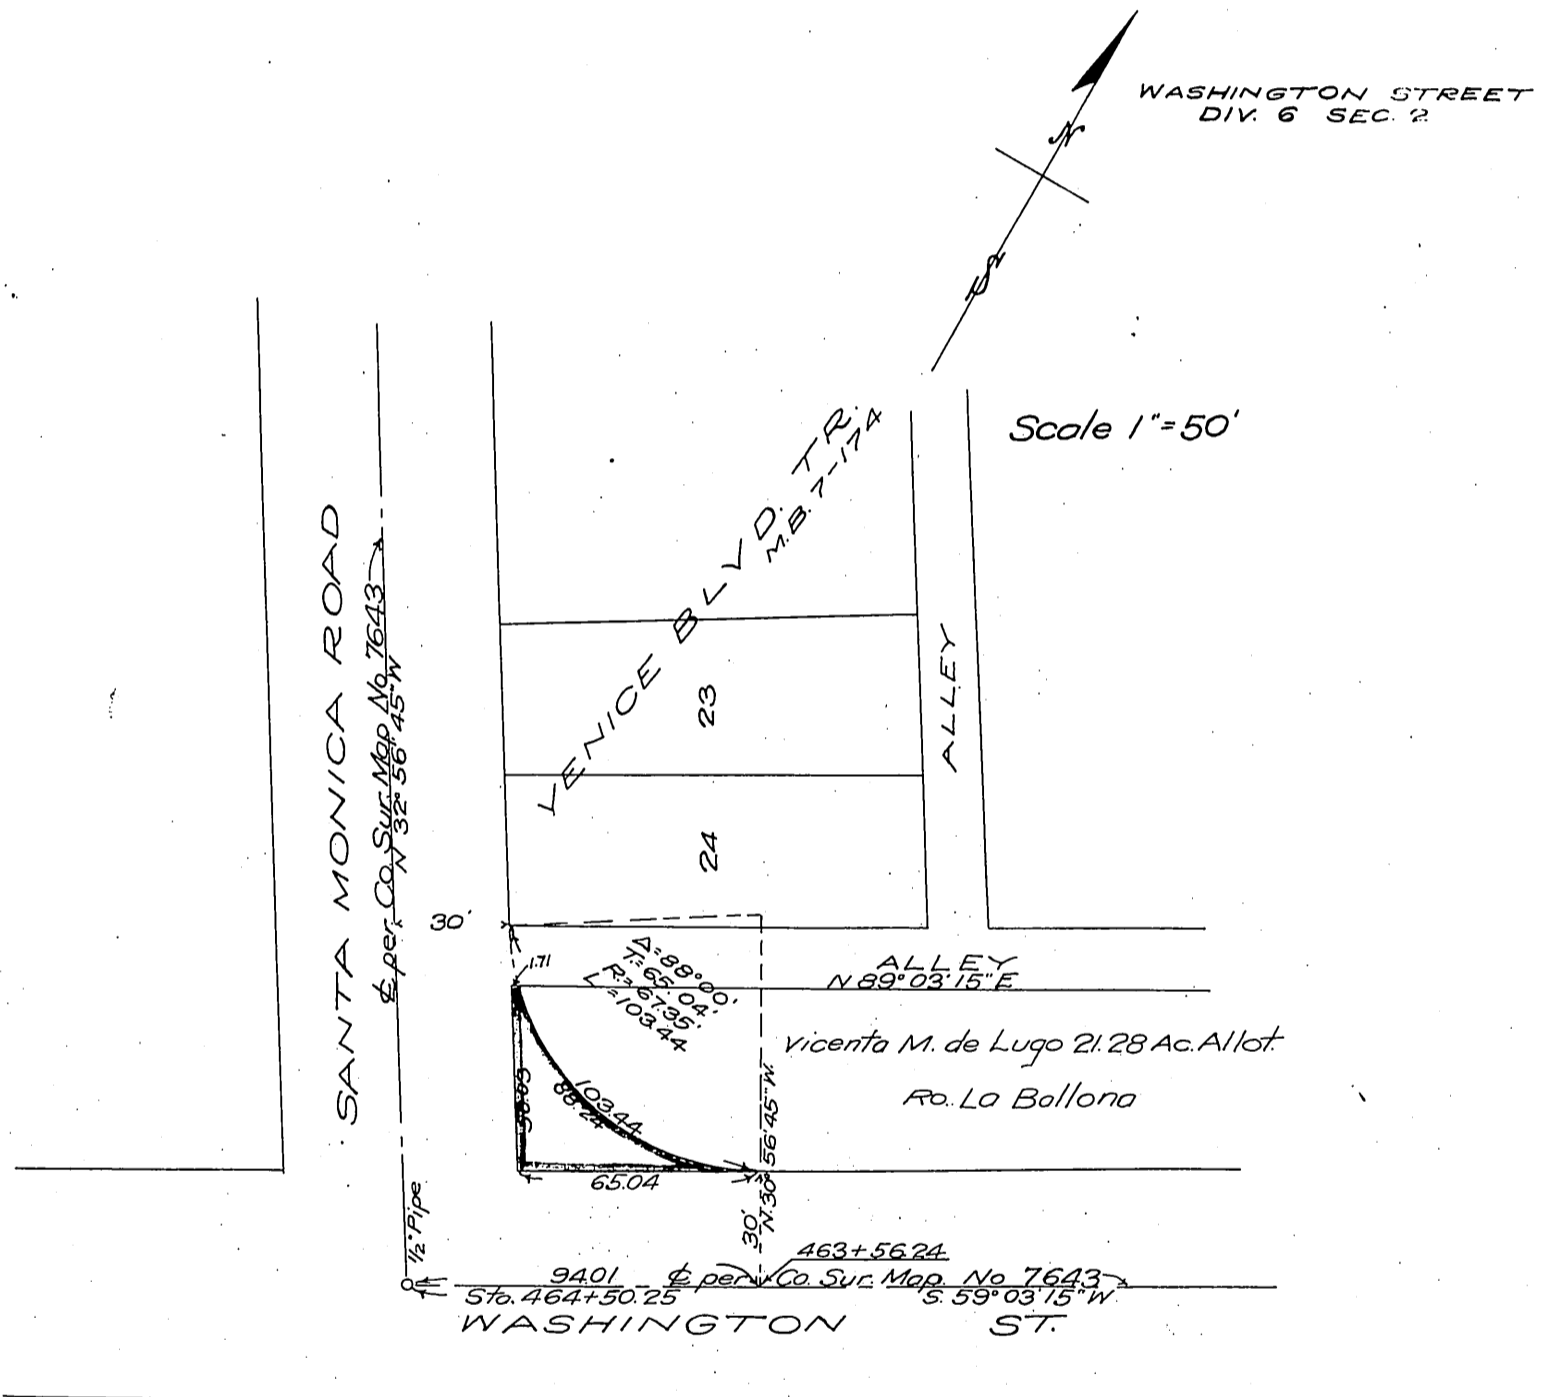 WASHINGTON STREET
DIV. 6 SEC. 2
N
S
Scale 1"=50'
VENICE BLVD. TR.
M.B. 7-174
SANTA MONICA ROAD
℄ per Co. Sur. Map No. 7643
N 32° 56' 45" W
23
24
ALLEY
30'
1.71
Δ=88°00'
T.=65.04'
R.=67.35'
L=103.44
ALLEY
N 89° 03' 15" E
Vicenta M. de Lugo 21.28 Ac. Allot.
Ro. La Ballona
103.44
88.24
65.04
N. 30° 56' 45" W.
30'
1/2" Pipe
463+56.24
94.01 ℄ per Co. Sur. Map. No 7643
Sta. 464+50.25 S. 59° 03' 15" W
WASHINGTON ST.